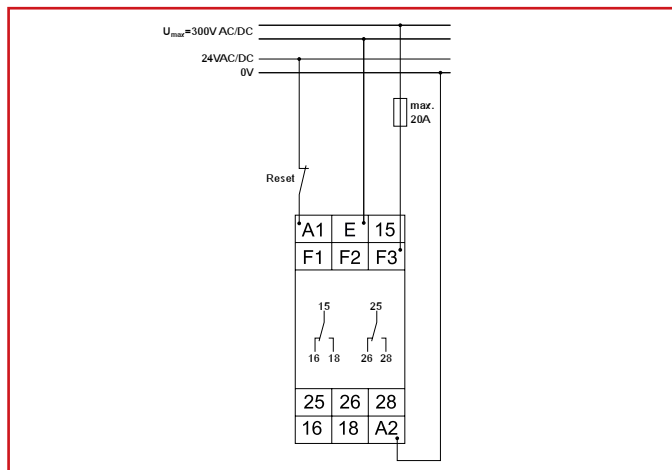 Umax=300V AC/DC
24VAC/DC
0V
max.
20A
Reset
A1 E 15
F1 F2 F3
15 25
16 18 26 28
25 26 28
16 18 A2